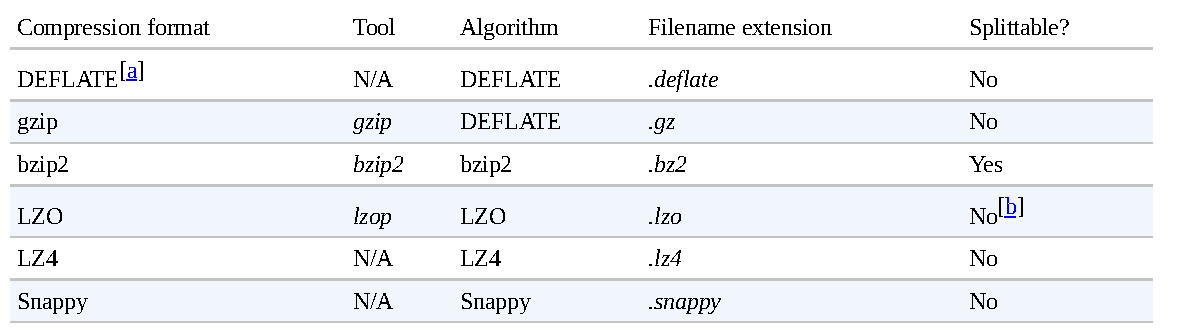 Compression format Tool Algorithm Filename extension Splittable?
DEFLATE[a] N/A DEFLATE .deflate No
gzip gzip DEFLATE .gz No
bzip2 bzip2 bzip2 .bz2 Yes
LZO lzop LZO .lzo No[b]
LZ4 N/A LZ4 .lz4 No
Snappy N/A Snappy .snappy No